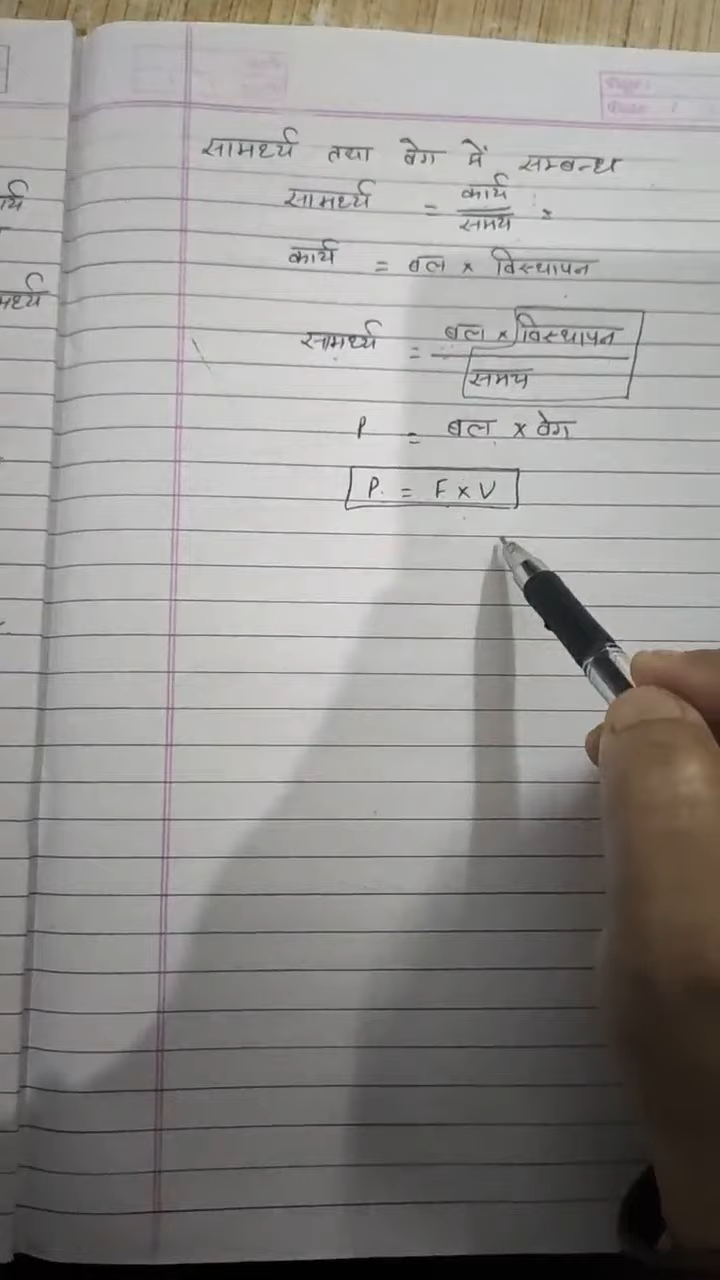 सामर्थ्य तथा वेग में सम्बन्ध
सामर्थ्य = कार्य
समय
कार्य = बल × विस्थापन
सामर्थ्य = बल × विस्थापन
समय
P = बल × वेग
P. = F × V